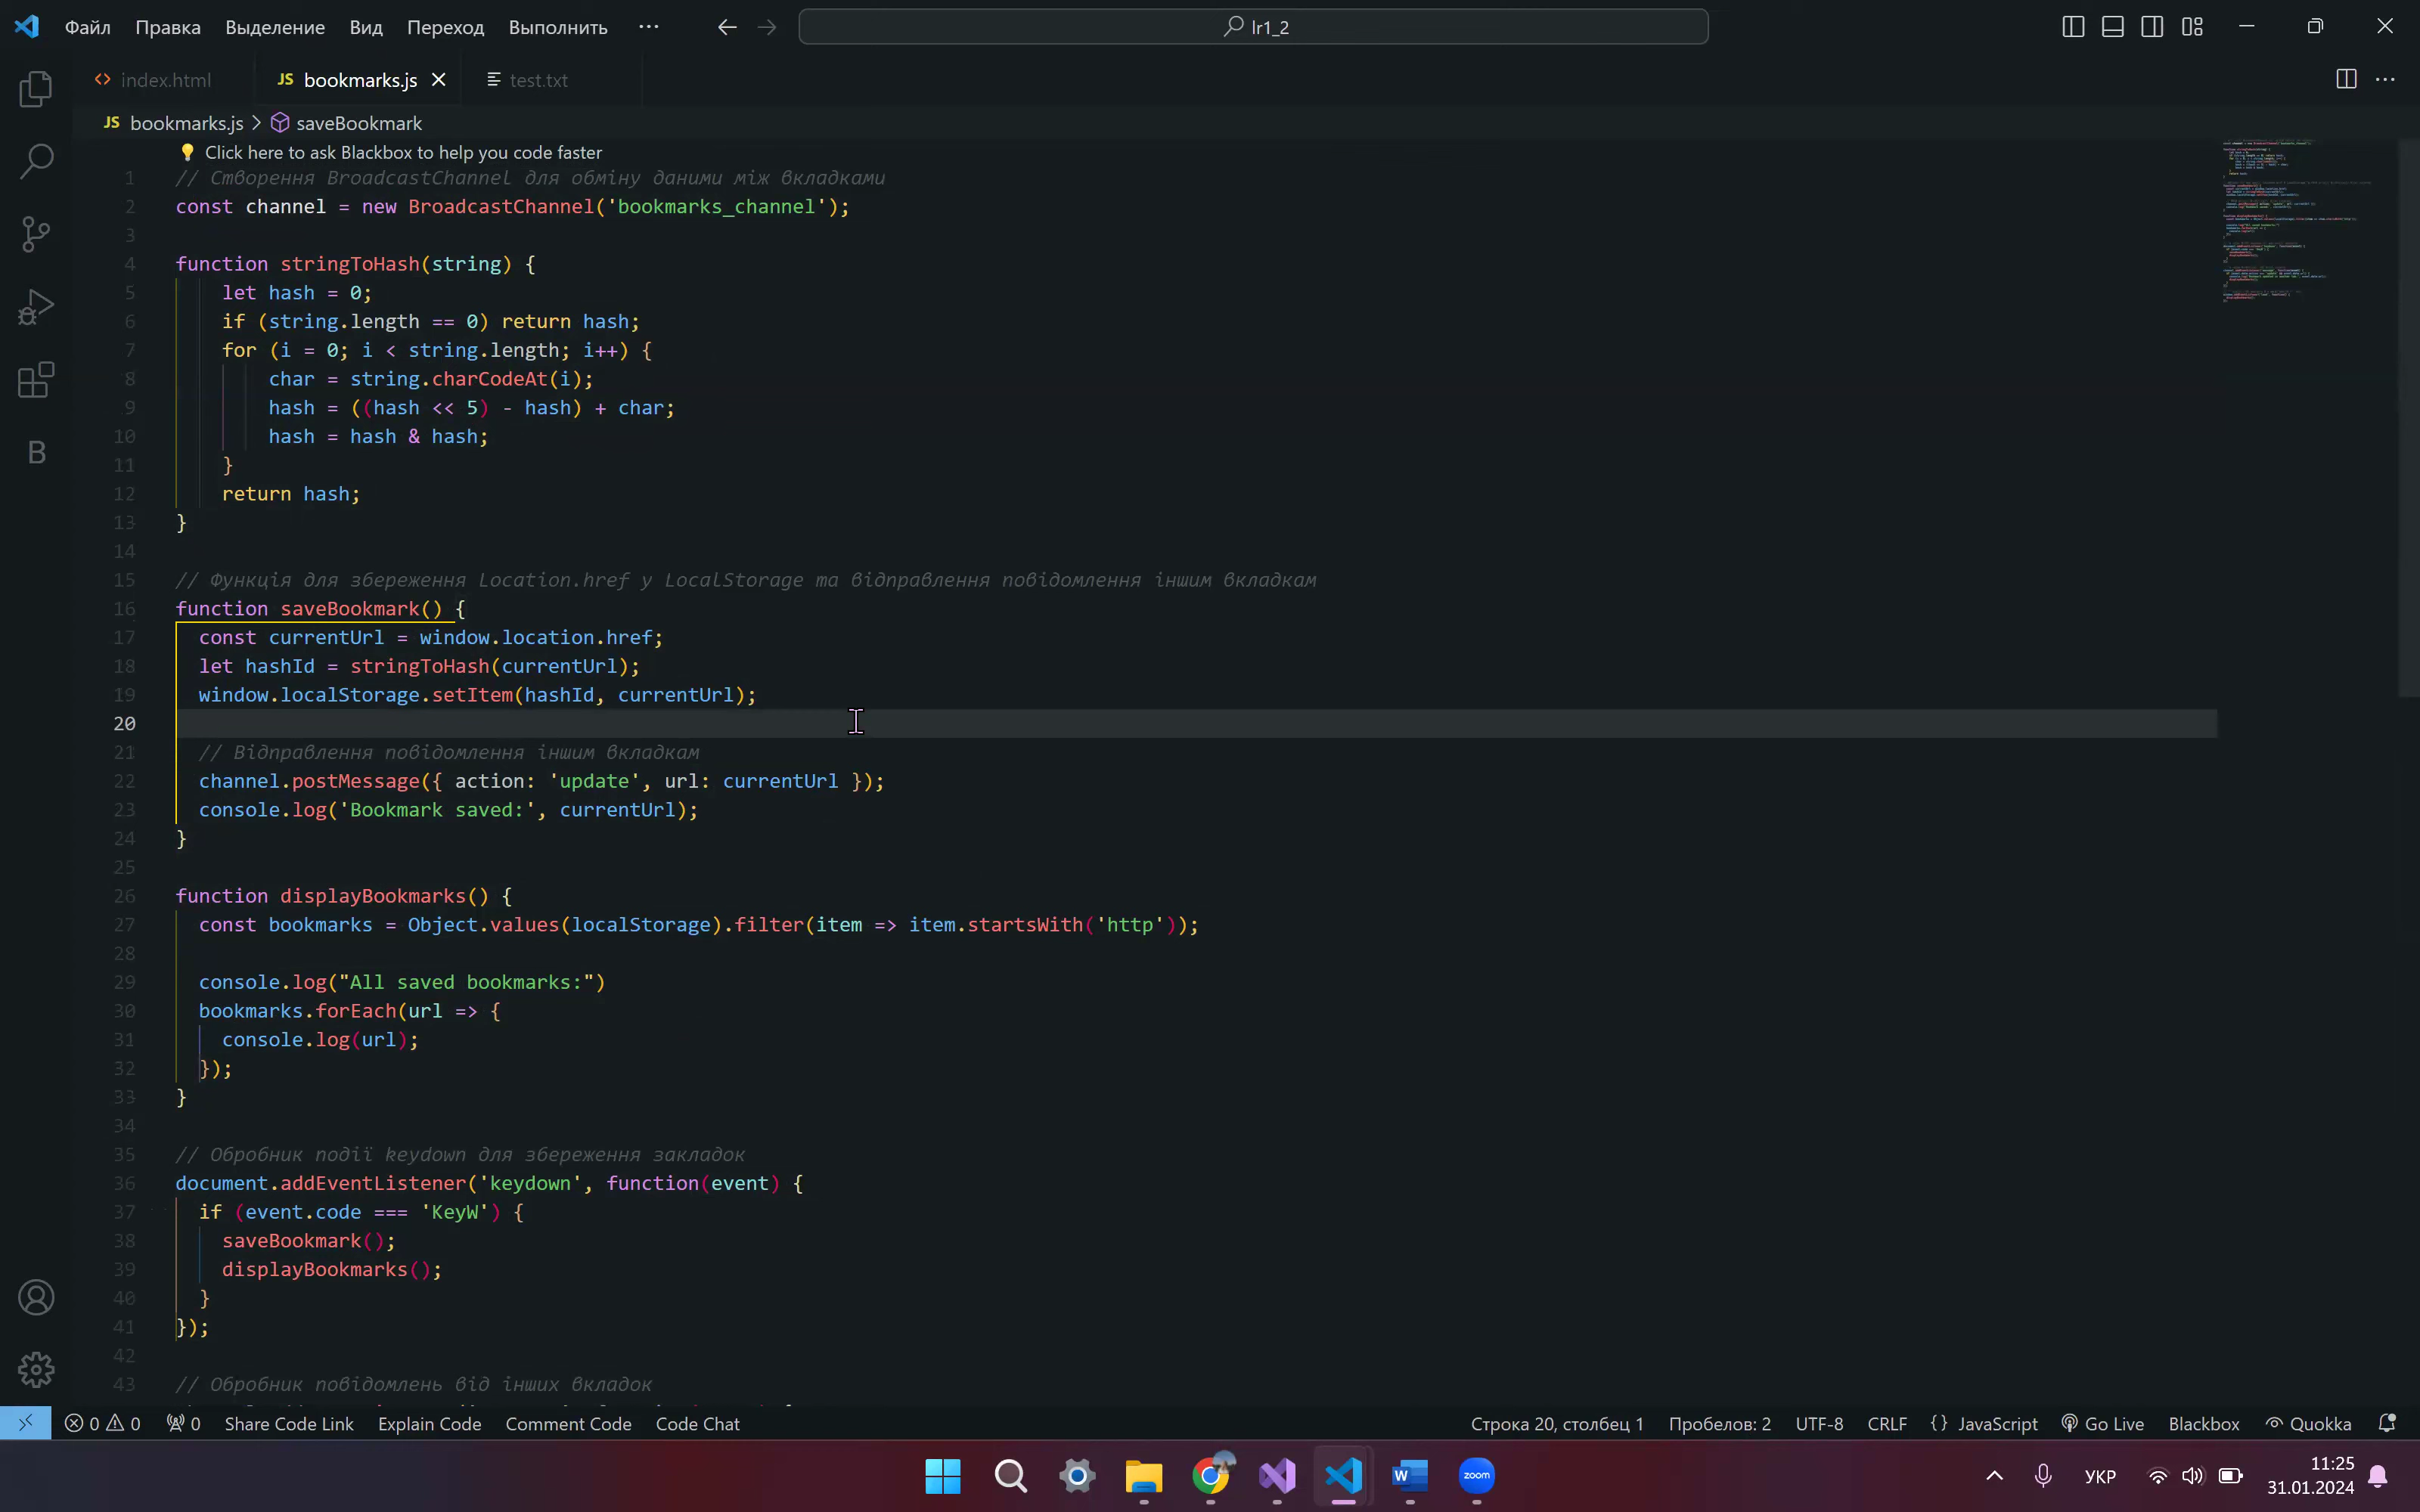 Файл Правка Выделение Вид Переход Выполнить ··· lr1_2
index.html JS bookmarks.js test.txt
JS bookmarks.js > saveBookmark
Click here to ask Blackbox to help you code faster
1 // Створення BroadcastChannel для обміну даними між вкладками
2 const channel = new BroadcastChannel('bookmarks_channel');
3
4 function stringToHash(string) {
5 let hash = 0;
6 if (string.length == 0) return hash;
7 for (i = 0; i < string.length; i++) {
8 char = string.charCodeAt(i);
9 hash = ((hash << 5) - hash) + char;
10 hash = hash & hash;
11 }
12 return hash;
13 }
14
15 // Функція для збереження Location.href у LocalStorage та відправлення повідомлення іншим вкладкам
16 function saveBookmark() {
17 const currentUrl = window.location.href;
18 let hashId = stringToHash(currentUrl);
19 window.localStorage.setItem(hashId, currentUrl);
20
21 // Відправлення повідомлення іншим вкладкам
22 channel.postMessage({ action: 'update', url: currentUrl });
23 console.log('Bookmark saved:', currentUrl);
24 }
25
26 function displayBookmarks() {
27 const bookmarks = Object.values(localStorage).filter(item => item.startsWith('http'));
28
29 console.log("All saved bookmarks:")
30 bookmarks.forEach(url => {
31 console.log(url);
32 });
33 }
34
35 // Обробник події keydown для збереження закладок
36 document.addEventListener('keydown', function(event) {
37 if (event.code === 'KeyW') {
38 saveBookmark();
39 displayBookmarks();
40 }
41 });
42
43 // Обробник повідомлень від інших вкладок
0 0 0 Share Code Link Explain Code Comment Code Code Chat Строка 20, столбец 1 Пробелов: 2 UTF-8 CRLF {} JavaScript Go Live Blackbox Quokka
B
W zoom УКР 11:25
31.01.2024